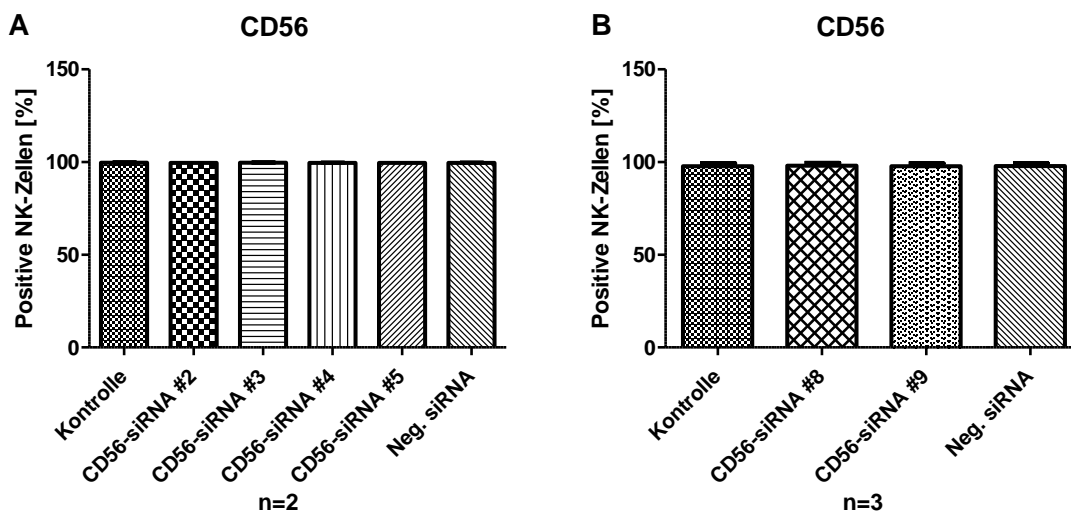 A
CD56
Positive NK-Zellen [%]
150
100
50
0
Kontrolle
CD56-siRNA #2
CD56-siRNA #3
CD56-siRNA #4
CD56-siRNA #5
Neg. siRNA
n=2
B
CD56
Positive NK-Zellen [%]
150
100
50
0
Kontrolle
CD56-siRNA #8
CD56-siRNA #9
Neg. siRNA
n=3